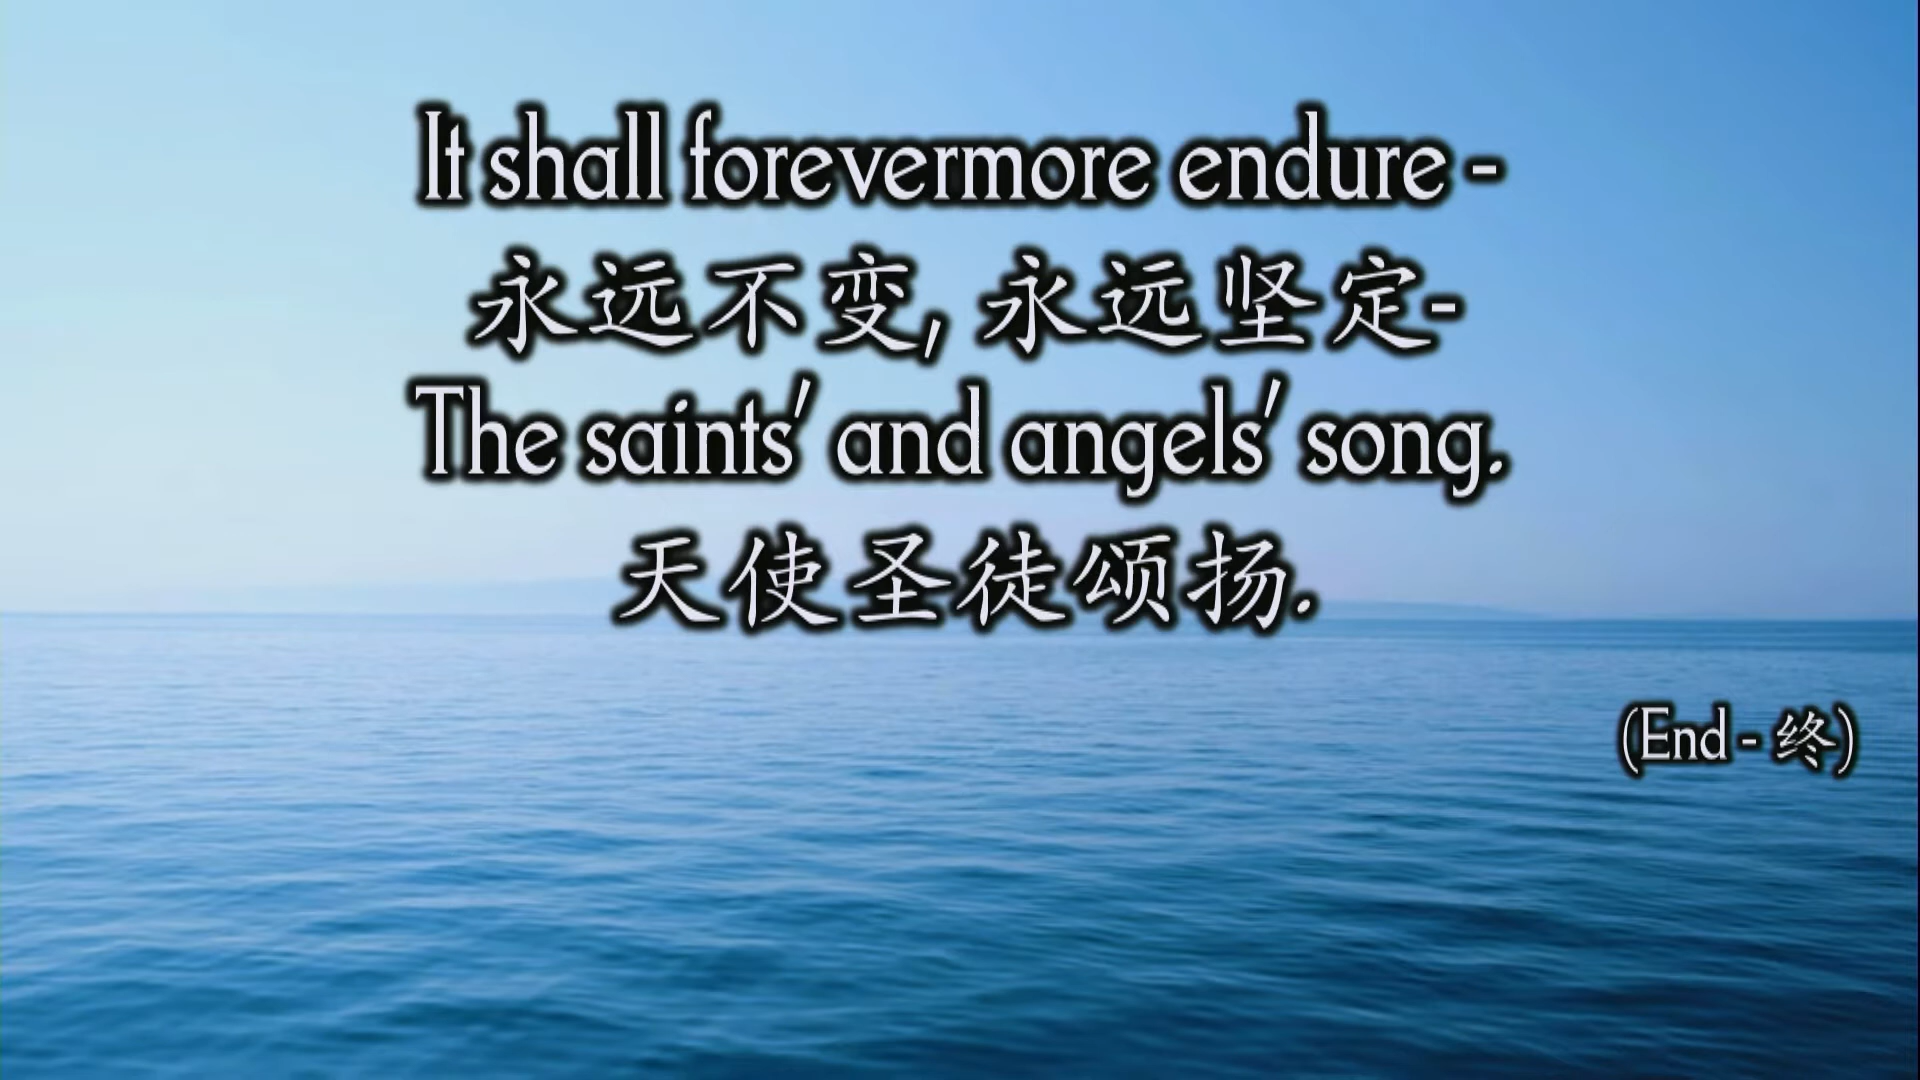 It shall forevermore endure -
永远不变, 永远坚定-
The saints' and angels' song.
天使圣徒颂扬.
(End - 终)